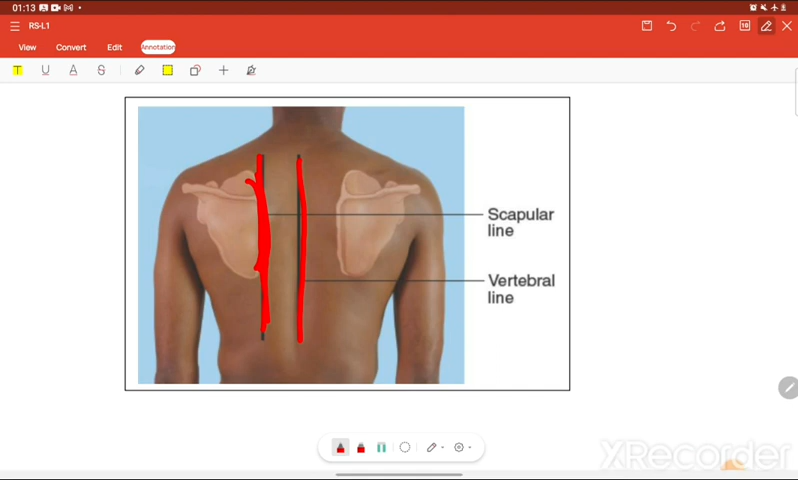 01:13
RS-L1
View Convert Edit Annotation
T U A S
Scapular
line
Vertebral
line
XRecorder